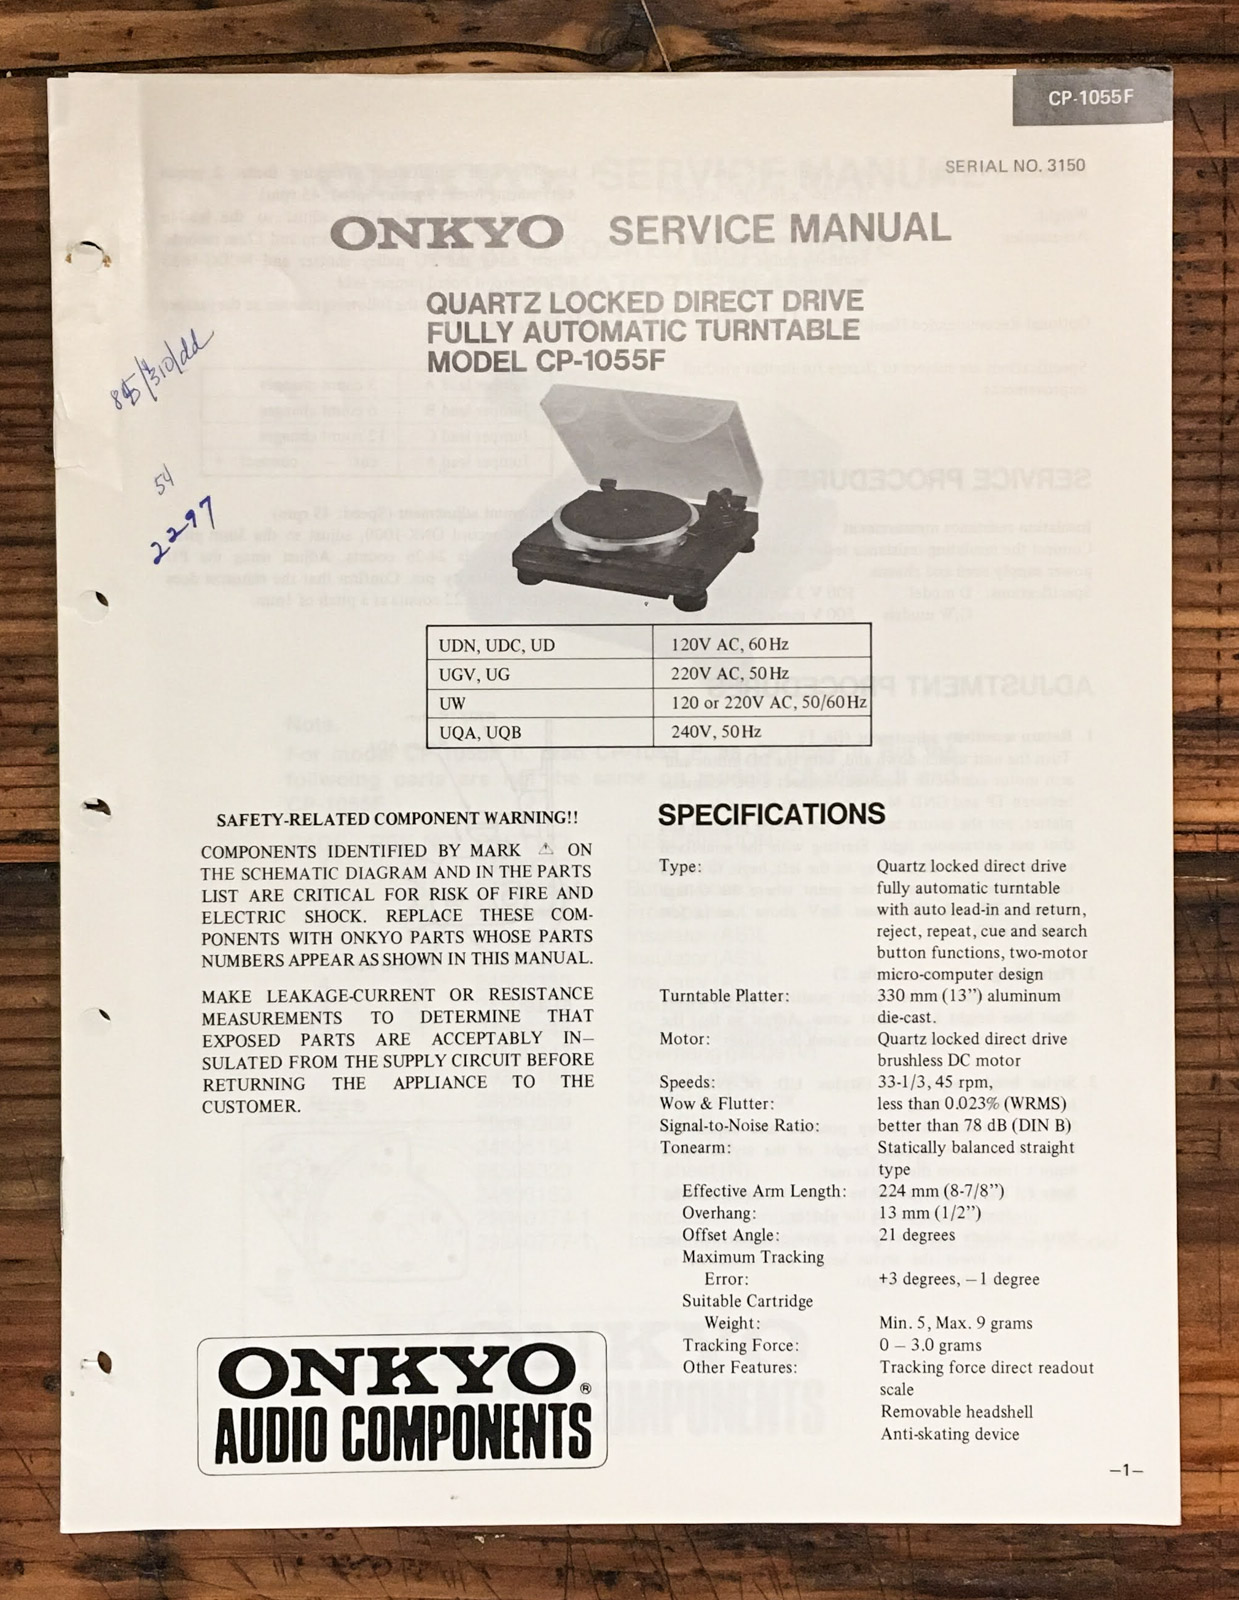 CP-1055F
SERIAL NO. 3150
ONKYO SERVICE MANUAL
QUARTZ LOCKED DIRECT DRIVE
FULLY AUTOMATIC TURNTABLE
MODEL CP-1055F
54
2297
UDN, UDC, UD 120V AC, 60Hz
UGV, UG 220V AC, 50Hz
UW 120 or 220V AC, 50/60Hz
UQA, UQB 240V, 50Hz
SAFETY-RELATED COMPONENT WARNING!!
COMPONENTS IDENTIFIED BY MARK ⚠ ON
THE SCHEMATIC DIAGRAM AND IN THE PARTS
LIST ARE CRITICAL FOR RISK OF FIRE AND
ELECTRIC SHOCK. REPLACE THESE COM-
PONENTS WITH ONKYO PARTS WHOSE PARTS
NUMBERS APPEAR AS SHOWN IN THIS MANUAL.
MAKE LEAKAGE-CURRENT OR RESISTANCE
MEASUREMENTS TO DETERMINE THAT
EXPOSED PARTS ARE ACCEPTABLY IN–
SULATED FROM THE SUPPLY CIRCUIT BEFORE
RETURNING THE APPLIANCE TO THE
CUSTOMER.
ONKYO®
AUDIO COMPONENTS
SPECIFICATIONS
Type: Quartz locked direct drive
fully automatic turntable
with auto lead-in and return,
reject, repeat, cue and search
button functions, two-motor
micro-computer design
Turntable Platter: 330 mm (13”) aluminum
die-cast.
Motor: Quartz locked direct drive
brushless DC motor
Speeds: 33-1/3, 45 rpm,
Wow & Flutter: less than 0.023% (WRMS)
Signal-to-Noise Ratio: better than 78 dB (DIN B)
Tonearm: Statically balanced straight
type
Effective Arm Length: 224 mm (8-7/8”)
Overhang: 13 mm (1/2”)
Offset Angle: 21 degrees
Maximum Tracking
Error: +3 degrees, −1 degree
Suitable Cartridge
Weight: Min. 5, Max. 9 grams
Tracking Force: 0 – 3.0 grams
Other Features: Tracking force direct readout
scale
Removable headshell
Anti-skating device
–1–